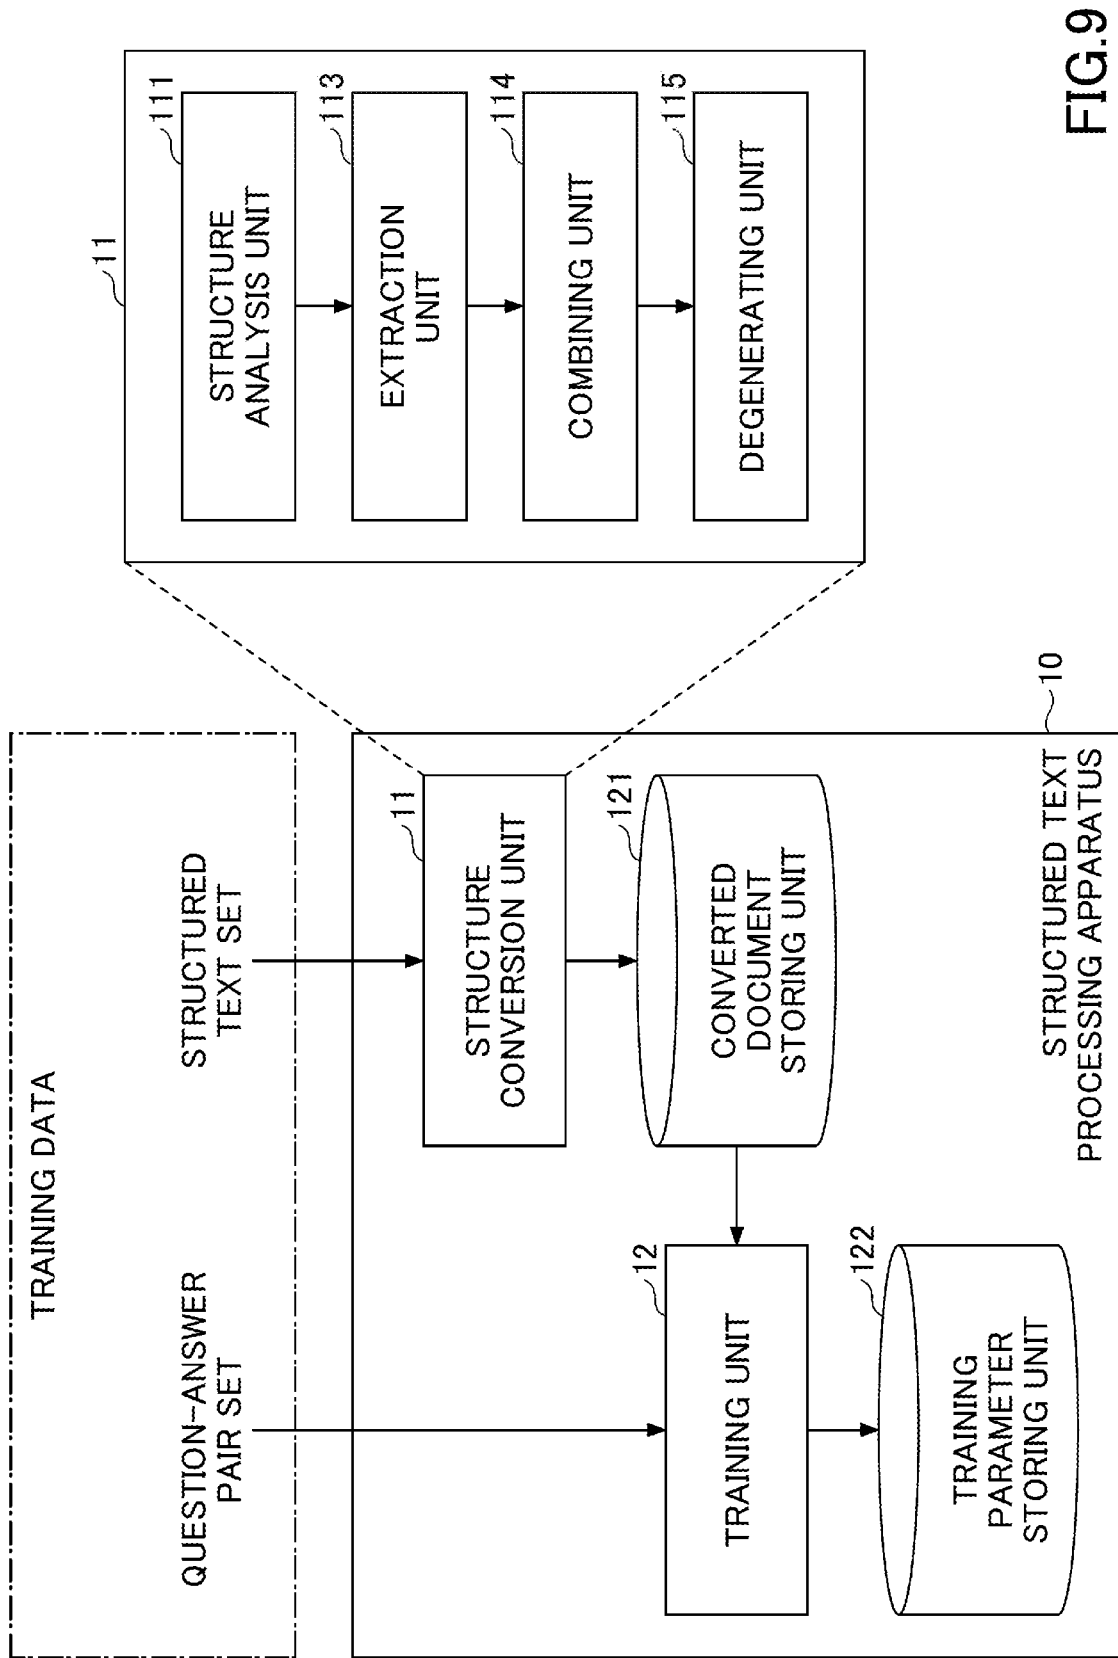 TRAINING DATA
QUESTION-ANSWER
PAIR SET
STRUCTURED
TEXT SET
11
STRUCTURE
CONVERSION UNIT
121
CONVERTED
DOCUMENT
STORING UNIT
12
TRAINING UNIT
122
TRAINING
PARAMETER
STORING UNIT
10
STRUCTURED TEXT
PROCESSING APPARATUS
11
111
STRUCTURE
ANALYSIS UNIT
113
EXTRACTION
UNIT
114
COMBINING UNIT
115
DEGENERATING UNIT
FIG.9